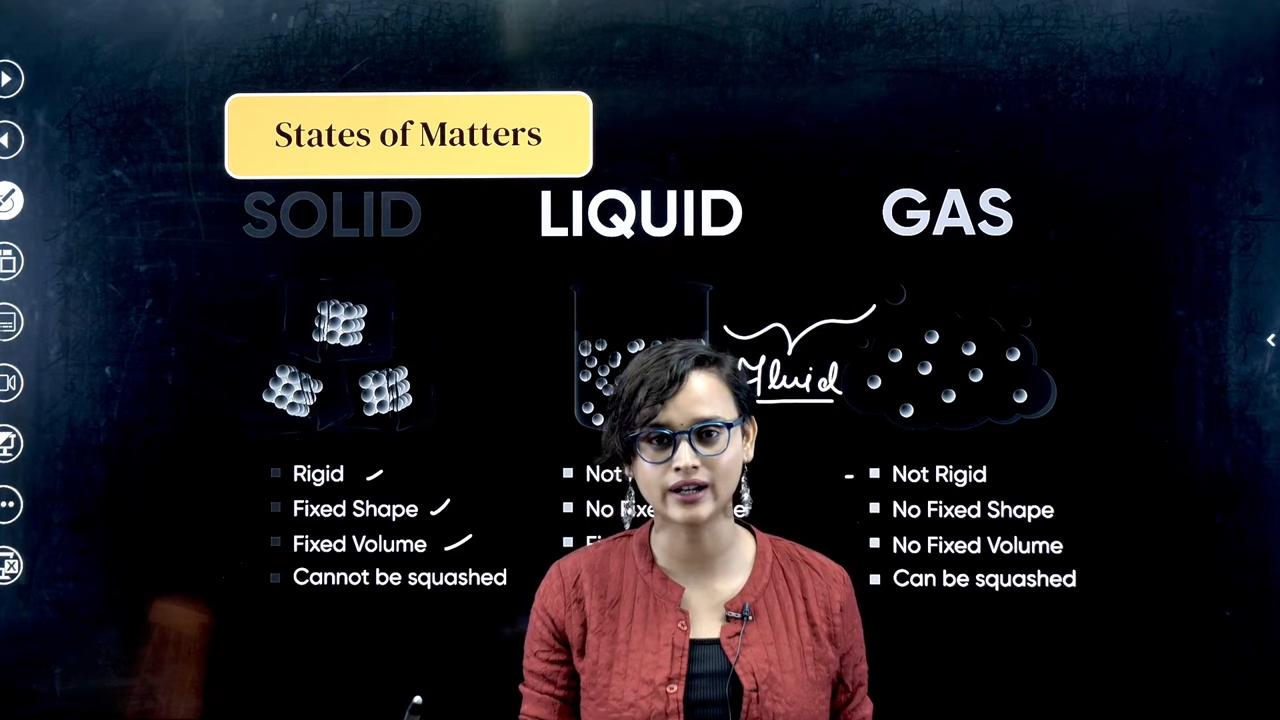 States of Matters
SOLID
Rigid
Fixed Shape
Fixed Volume
Cannot be squashed
LIQUID
Not
No
Fluid
GAS
Not Rigid
No Fixed Shape
No Fixed Volume
Can be squashed